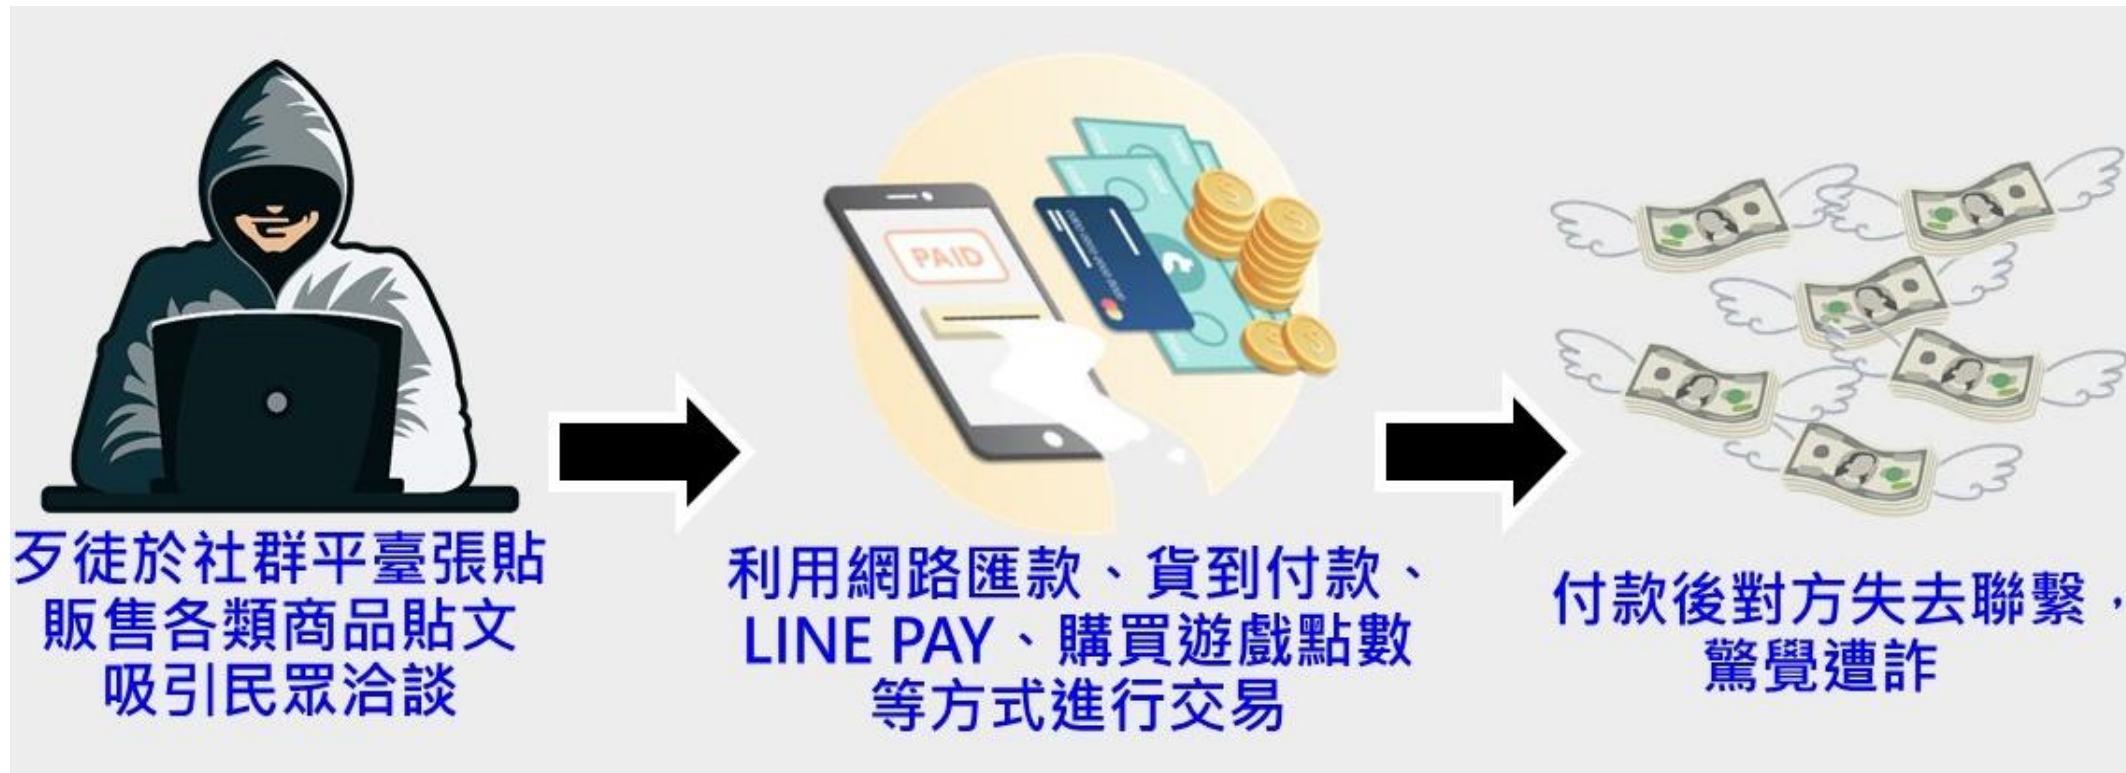 歹徒於社群平臺張貼
販售各類商品貼文
吸引民眾洽談
PAID
利用網路匯款、貨到付款、
LINE PAY、購買遊戲點數
等方式進行交易
付款後對方失去聯繫，
驚覺遭詐